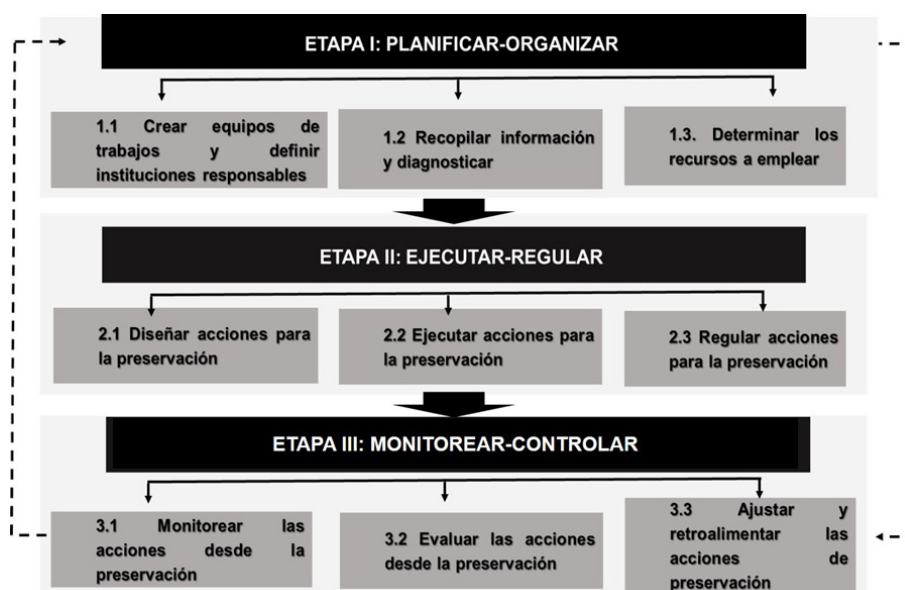 ETAPA I: PLANIFICAR-ORGANIZAR
1.1 Crear equipos de
trabajos y definir
instituciones responsables
1.2 Recopilar información
y diagnosticar
1.3. Determinar los
recursos a emplear
ETAPA II: EJECUTAR-REGULAR
2.1 Diseñar acciones para
la preservación
2.2 Ejecutar acciones para
la preservación
2.3 Regular acciones
para la preservación
ETAPA III: MONITOREAR-CONTROLAR
3.1 Monitorear las
acciones desde la
preservación
3.2 Evaluar las acciones
desde la preservación
3.3 Ajustar y
retroalimentar las
acciones de
preservación